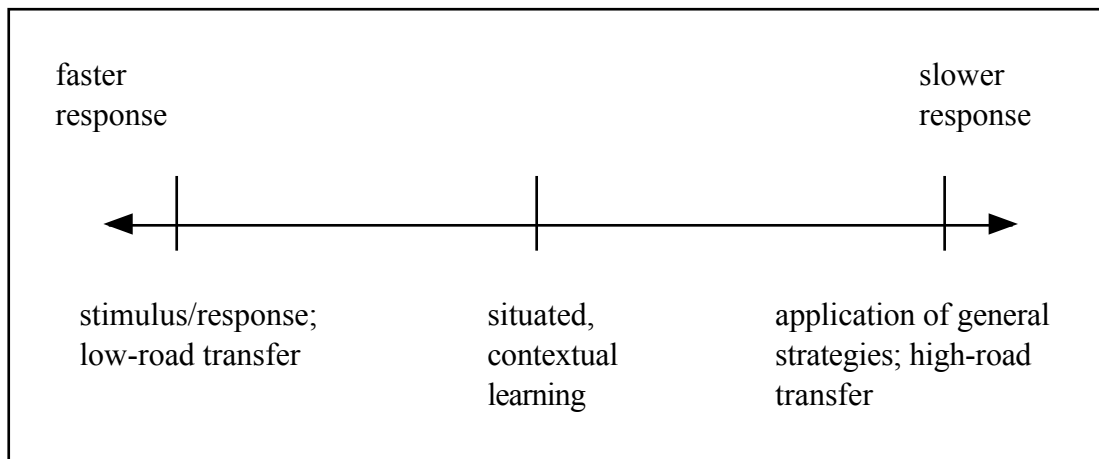 faster
response
slower
response
stimulus/response;
low-road transfer
situated,
contextual
learning
application of general
strategies; high-road
transfer